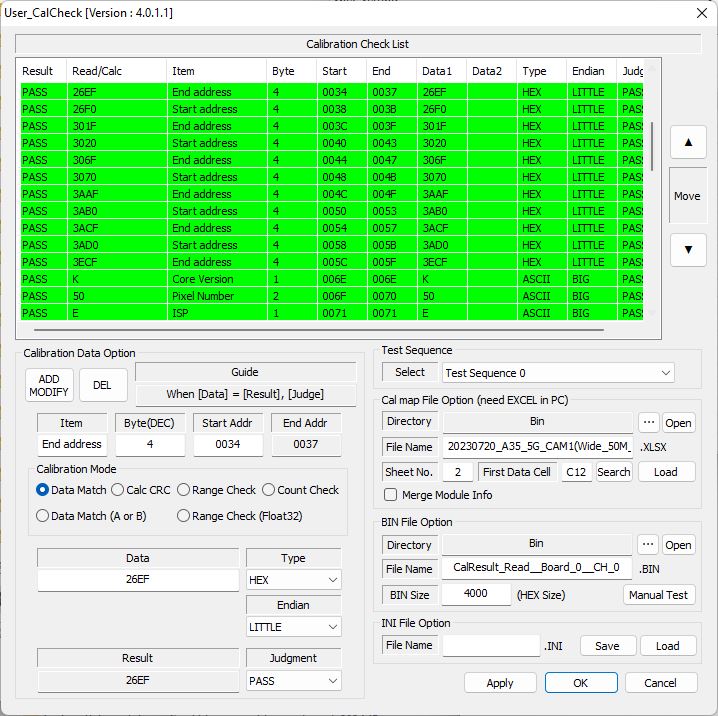 User_CalCheck [Version : 4.0.1.1]
Calibration Check List
Result Read/Calc Item Byte Start End Data1 Data2 Type Endian Judg
PASS 26EF End address 4 0034 0037 26EF HEX LITTLE PAS
PASS 26F0 Start address 4 0038 003B 26F0 HEX LITTLE PAS
PASS 301F End address 4 003C 003F 301F HEX LITTLE PAS
PASS 3020 Start address 4 0040 0043 3020 HEX LITTLE PAS
PASS 306F End address 4 0044 0047 306F HEX LITTLE PAS
PASS 3070 Start address 4 0048 004B 3070 HEX LITTLE PAS
PASS 3AAF End address 4 004C 004F 3AAF HEX LITTLE PAS
PASS 3AB0 Start address 4 0050 0053 3AB0 HEX LITTLE PAS
PASS 3ACF End address 4 0054 0057 3ACF HEX LITTLE PAS
PASS 3AD0 Start address 4 0058 005B 3AD0 HEX LITTLE PAS
PASS 3ECF End address 4 005C 005F 3ECF HEX LITTLE PAS
PASS K Core Version 1 006E 006E K ASCII BIG PAS
PASS 50 Pixel Number 2 006F 0070 50 ASCII BIG PAS
PASS E ISP 1 0071 0071 E ASCII BIG PAS
▲
Move
▼
Calibration Data Option
ADD MODIFY
DEL
Guide
When [Data] = [Result], [Judge]
Item Byte(DEC) Start Addr End Addr
End address 4 0034 0037
Calibration Mode
Data Match Calc CRC Range Check Count Check
Data Match (A or B) Range Check (Float32)
Data Type
26EF HEX
Endian
LITTLE
Result Judgment
26EF PASS
Test Sequence
Select Test Sequence 0
Cal map File Option (need EXCEL in PC)
Directory Bin ... Open
File Name 20230720_A35_5G_CAM1(Wide_50M_ .XLSX
Sheet No. 2 First Data Cell C12 Search Load
Merge Module Info
BIN File Option
Directory Bin ... Open
File Name CalResult_Read__Board_0__CH_0 .BIN
BIN Size 4000 (HEX Size) Manual Test
INI File Option
File Name .INI Save Load
Apply OK Cancel